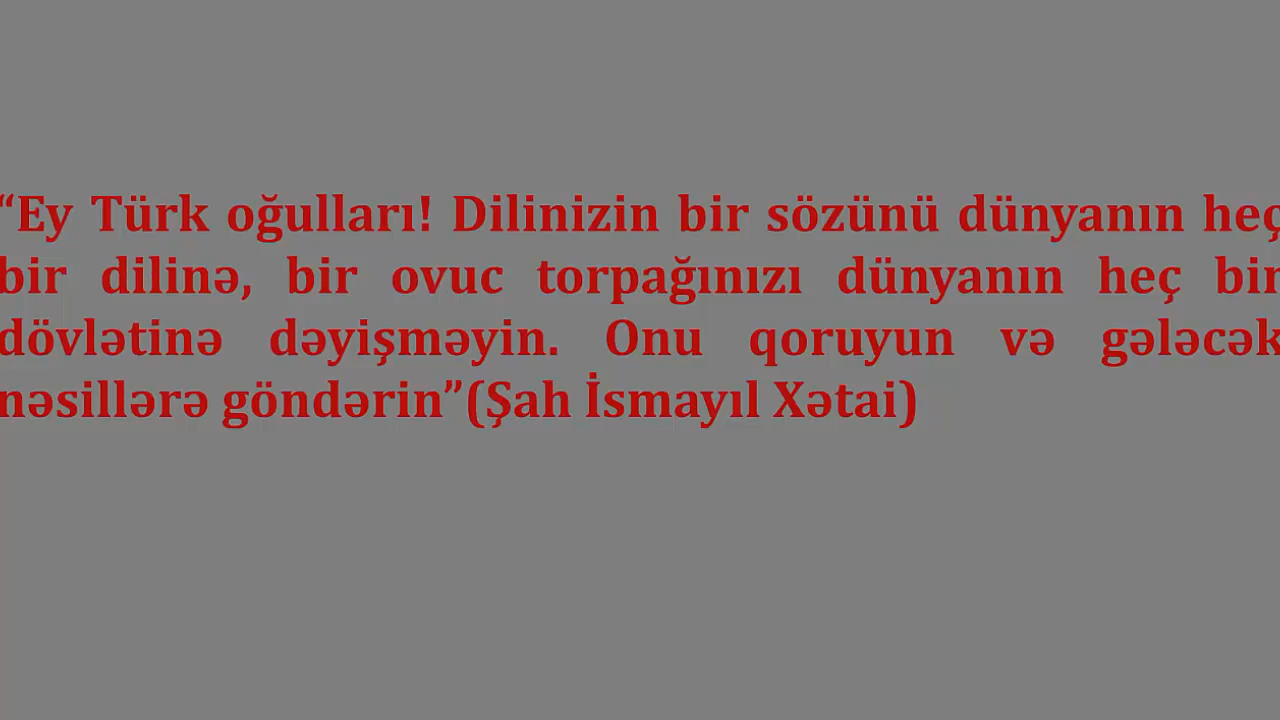 “Ey Türk oğulları! Dilinizin bir sözünü dünyanın heç
bir dilinə, bir ovuc torpağınızı dünyanın heç bir
dövlətinə dəyişməyin. Onu qoruyun və gələcək
nəsillərə göndərin”(Şah İsmayıl Xətai)